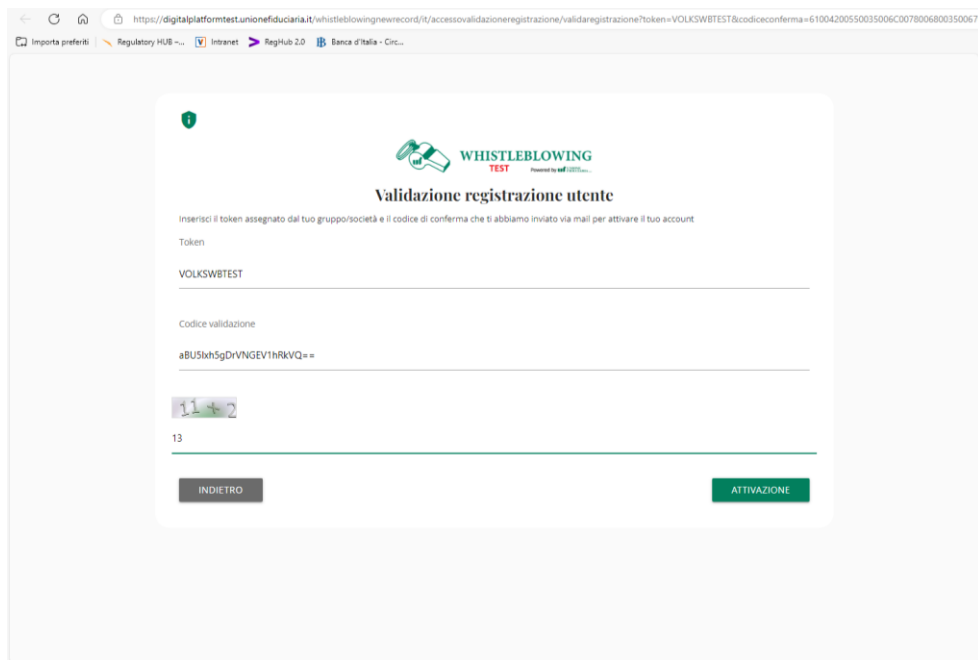 https://digitalplatformtest.unionefiduciaria.it/whistleblowingnewrecord/it/accessovalidazioneregistrazione/validaregistrazione?token=VOLKSWBTEST&codiceconferma=61004200550035006C0078006800350067
Importa preferiti Regulatory HUB –... Intranet RegHub 2.0 Banca d'Italia - Circ...
WHISTLEBLOWING
TEST Powered by uf
Validazione registrazione utente
Inserisci il token assegnato dal tuo gruppo/società e il codice di conferma che ti abbiamo inviato via mail per attivare il tuo account
Token
VOLKSWBTEST
Codice validazione
aBU5lxh5gDrVNGEV1hRkVQ==
11 + 2
13
INDIETRO ATTIVAZIONE